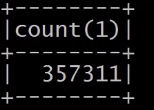 +--------+
|count(1)|
+--------+
|  357311|
+--------+